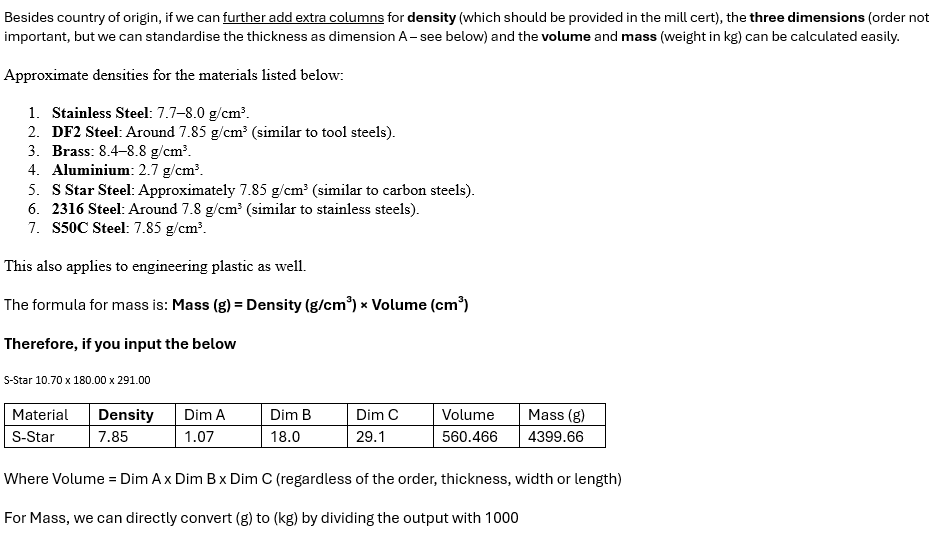 Besides country of origin, if we can further add extra columns for density (which should be provided in the mill cert), the three dimensions (order not
important, but we can standardise the thickness as dimension A – see below) and the volume and mass (weight in kg) can be calculated easily.
Approximate densities for the materials listed below:
1. Stainless Steel: 7.7–8.0 g/cm³.
2. DF2 Steel: Around 7.85 g/cm³ (similar to tool steels).
3. Brass: 8.4–8.8 g/cm³.
4. Aluminium: 2.7 g/cm³.
5. S Star Steel: Approximately 7.85 g/cm³ (similar to carbon steels).
6. 2316 Steel: Around 7.8 g/cm³ (similar to stainless steels).
7. S50C Steel: 7.85 g/cm³.
This also applies to engineering plastic as well.
The formula for mass is: Mass (g) = Density (g/cm³) × Volume (cm³)
Therefore, if you input the below
S-Star 10.70 x 180.00 x 291.00
Material Density Dim A Dim B Dim C Volume Mass (g)
S-Star 7.85 1.07 18.0 29.1 560.466 4399.66
Where Volume = Dim A x Dim B x Dim C (regardless of the order, thickness, width or length)
For Mass, we can directly convert (g) to (kg) by dividing the output with 1000